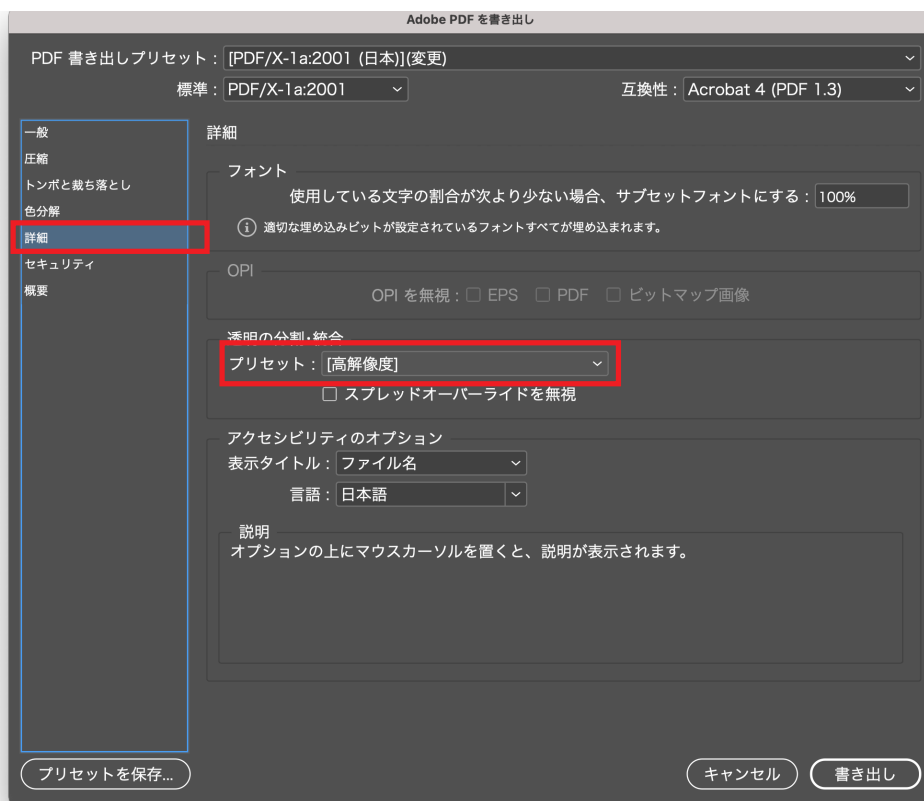 Adobe PDF を書き出し
PDF 書き出しプリセット : [PDF/X-1a:2001 (日本)](変更)
標準 : PDF/X-1a:2001 互換性 : Acrobat 4 (PDF 1.3)
一般
圧縮
トンボと裁ち落とし
色分解
詳細
セキュリティ
概要
詳細
フォント
使用している文字の割合が次より少ない場合、サブセットフォントにする : 100%
適切な埋め込みビットが設定されているフォントすべてが埋め込まれます。
OPI
OPI を無視 : EPS PDF ビットマップ画像
透明の分割・統合
プリセット : [高解像度]
スプレッドオーバーライドを無視
アクセシビリティのオプション
表示タイトル : ファイル名
言語 : 日本語
説明
オプションの上にマウスカーソルを置くと、説明が表示されます。
プリセットを保存... キャンセル 書き出し